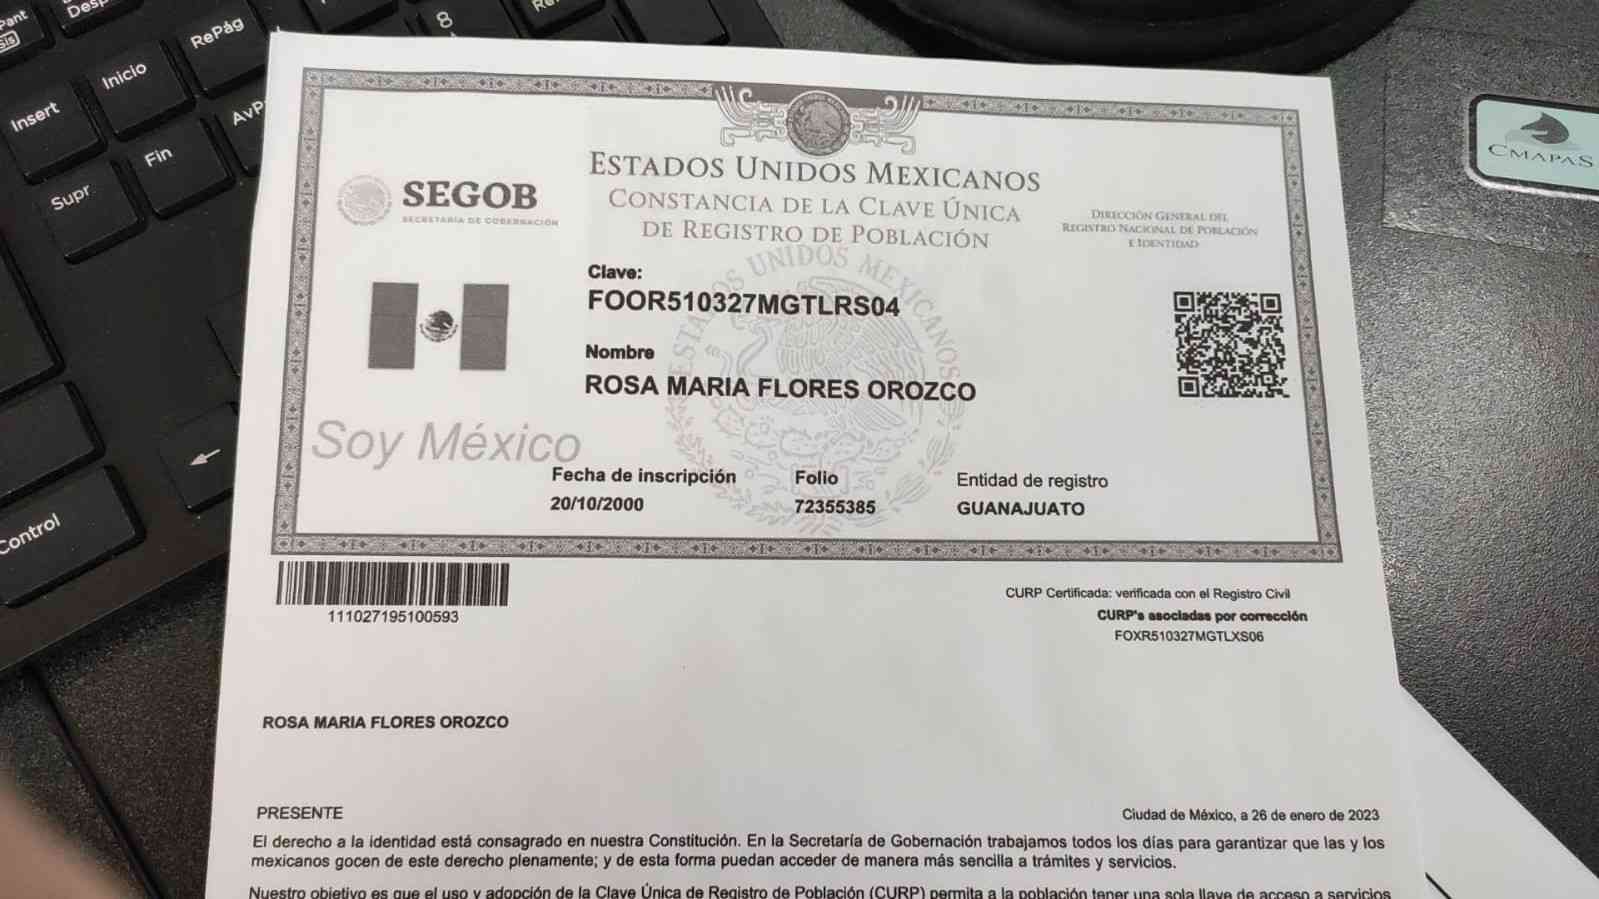 Insert
Inicio
RePág
8
Supr
Fin
Control
CMAPAS
ESTADOS UNIDOS MEXICANOS
CONSTANCIA DE LA CLAVE ÚNICA
DE REGISTRO DE POBLACIÓN
SEGOB
SECRETARÍA DE GOBERNACIÓN
DIRECCIÓN GENERAL DEL
REGISTRO NACIONAL DE POBLACIÓN
E IDENTIDAD
ESTADOS UNIDOS MEXICANOS
Clave:
FOOR510327MGTLRS04
Nombre
ROSA MARIA FLORES OROZCO
Soy México
Fecha de inscripción Folio Entidad de registro
20/10/2000 72355385 GUANAJUATO
111027195100593
CURP Certificada: verificada con el Registro Civil
CURP's asociadas por corrección
FOXR510327MGTLXS06
ROSA MARIA FLORES OROZCO
PRESENTE
Ciudad de México, a 26 de enero de 2023
El derecho a la identidad está consagrado en nuestra Constitución. En la Secretaría de Gobernación trabajamos todos los días para garantizar que las y los
mexicanos gocen de este derecho plenamente; y de esta forma puedan acceder de manera más sencilla a trámites y servicios.
Nuestro objetivo es que el uso y adopción de la Clave Única de Registro de Población (CURP) permita a la población tener una sola llave de acceso a servicios